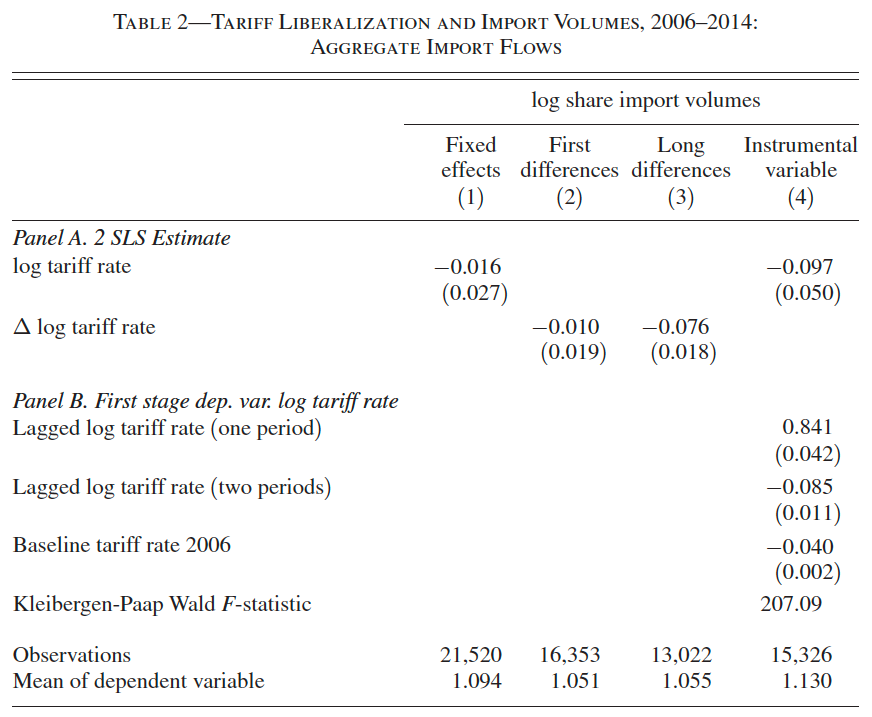 TABLE 2—TARIFF LIBERALIZATION AND IMPORT VOLUMES, 2006–2014:
AGGREGATE IMPORT FLOWS
log share import volumes
Fixed First Long Instrumental
effects differences differences variable
(1) (2) (3) (4)
Panel A. 2 SLS Estimate
log tariff rate −0.016 −0.097
(0.027) (0.050)
Δ log tariff rate −0.010 −0.076
(0.019) (0.018)
Panel B. First stage dep. var. log tariff rate
Lagged log tariff rate (one period) 0.841
(0.042)
Lagged log tariff rate (two periods) −0.085
(0.011)
Baseline tariff rate 2006 −0.040
(0.002)
Kleibergen-Paap Wald F-statistic 207.09
Observations 21,520 16,353 13,022 15,326
Mean of dependent variable 1.094 1.051 1.055 1.130